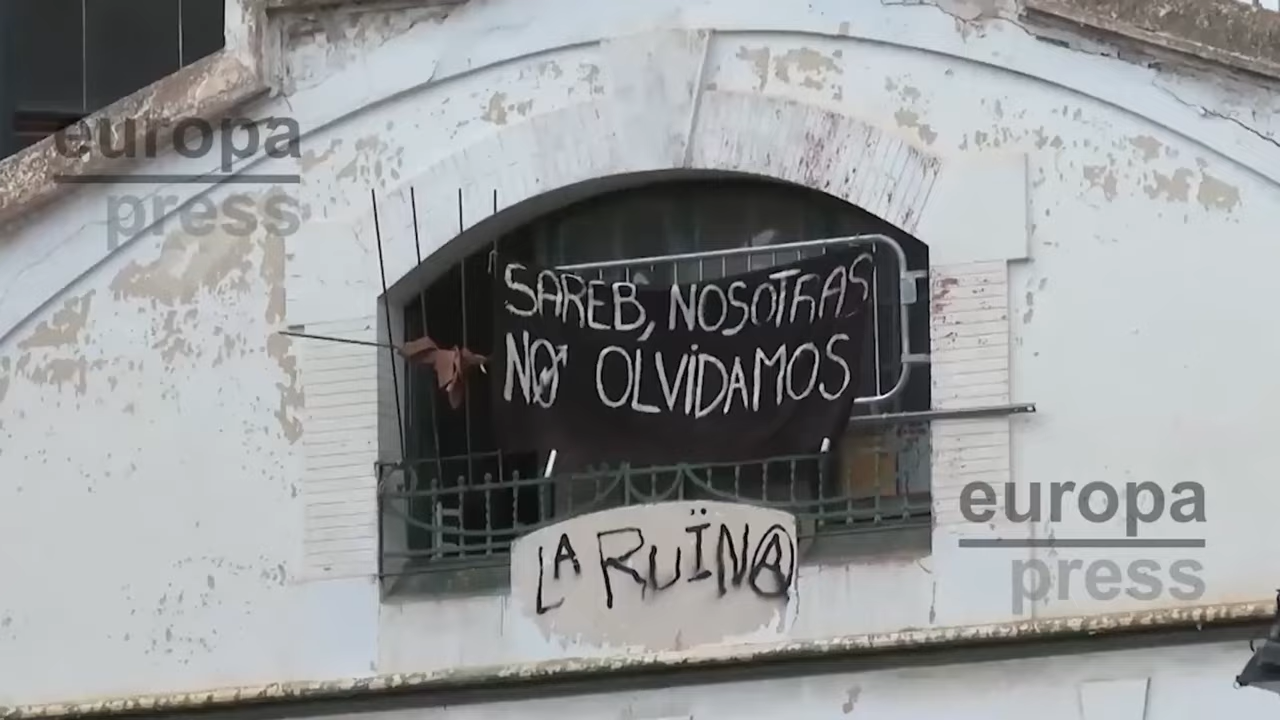 europa
press
SAREB, NOSOTRAS
NO OLVIDAMOS
LA RUÏNA
europa
press